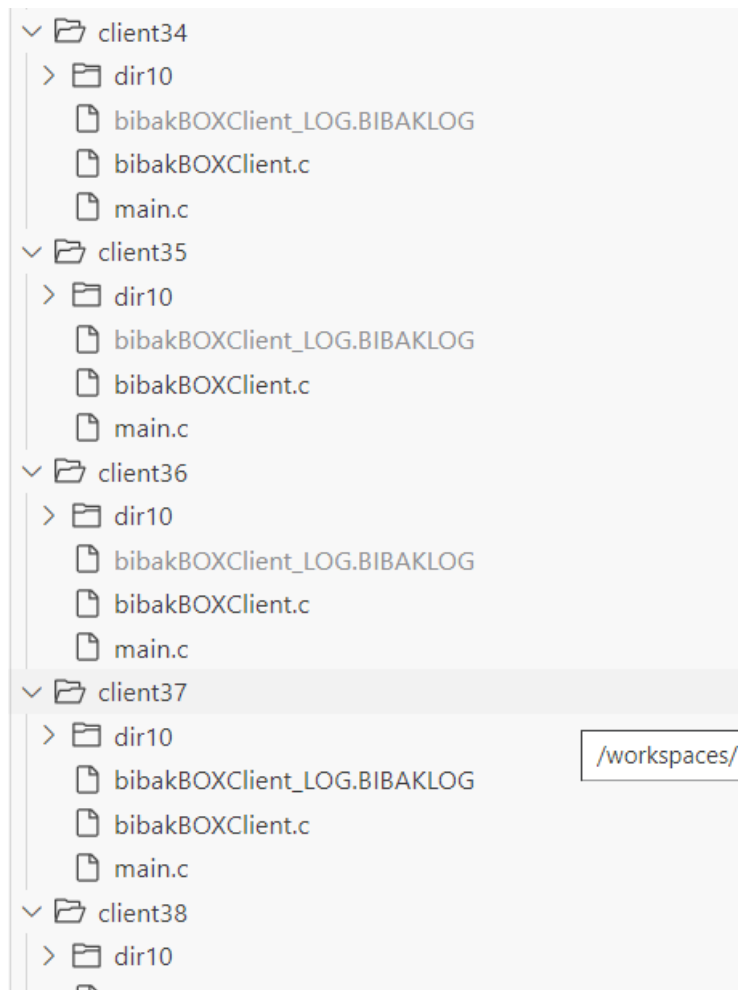 client34
dir10
bibakBOXClient_LOG.BIBAKLOG
bibakBOXClient.c
main.c
client35
dir10
bibakBOXClient_LOG.BIBAKLOG
bibakBOXClient.c
main.c
client36
dir10
bibakBOXClient_LOG.BIBAKLOG
bibakBOXClient.c
main.c
client37
dir10
/workspaces/
bibakBOXClient_LOG.BIBAKLOG
bibakBOXClient.c
main.c
client38
dir10